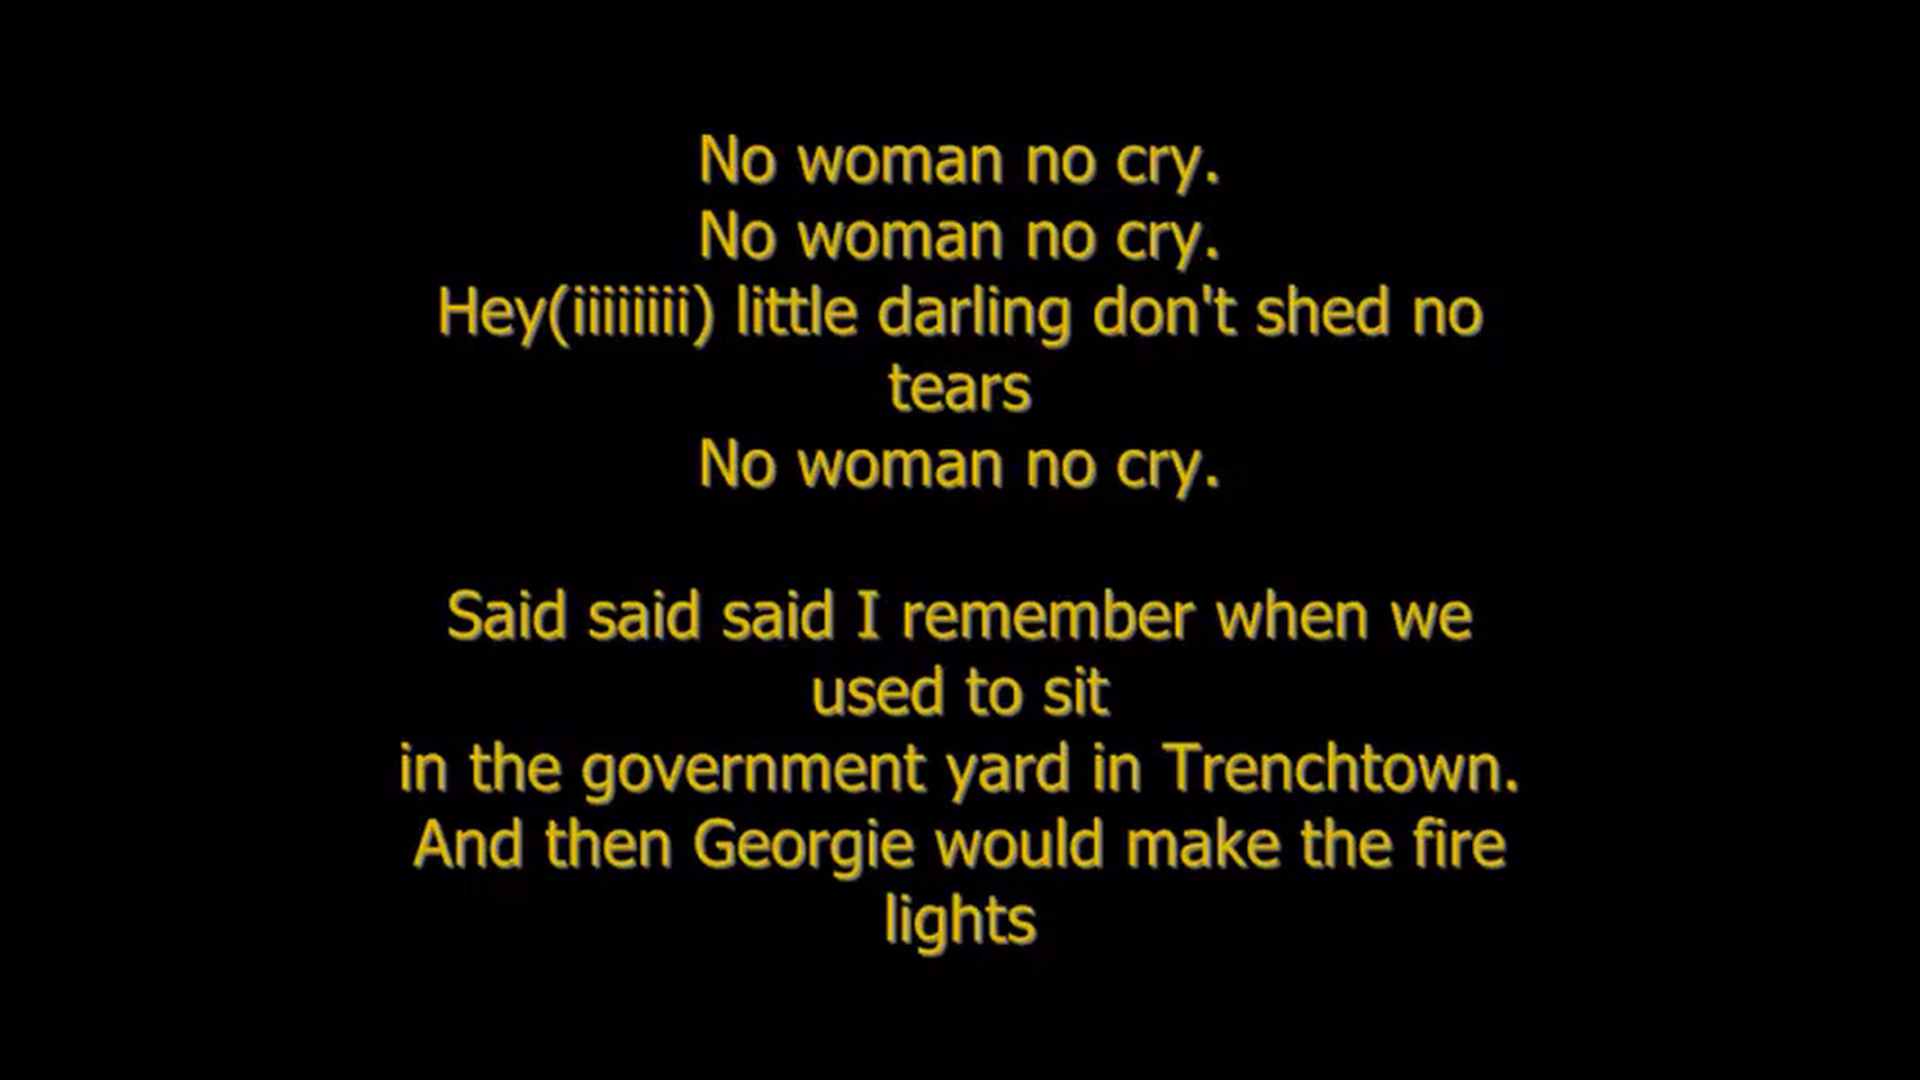 No woman no cry.
No woman no cry.
Hey(iiiiiiii) little darling don't shed no
tears
No woman no cry.
Said said said I remember when we
used to sit
in the government yard in Trenchtown.
And then Georgie would make the fire
lights